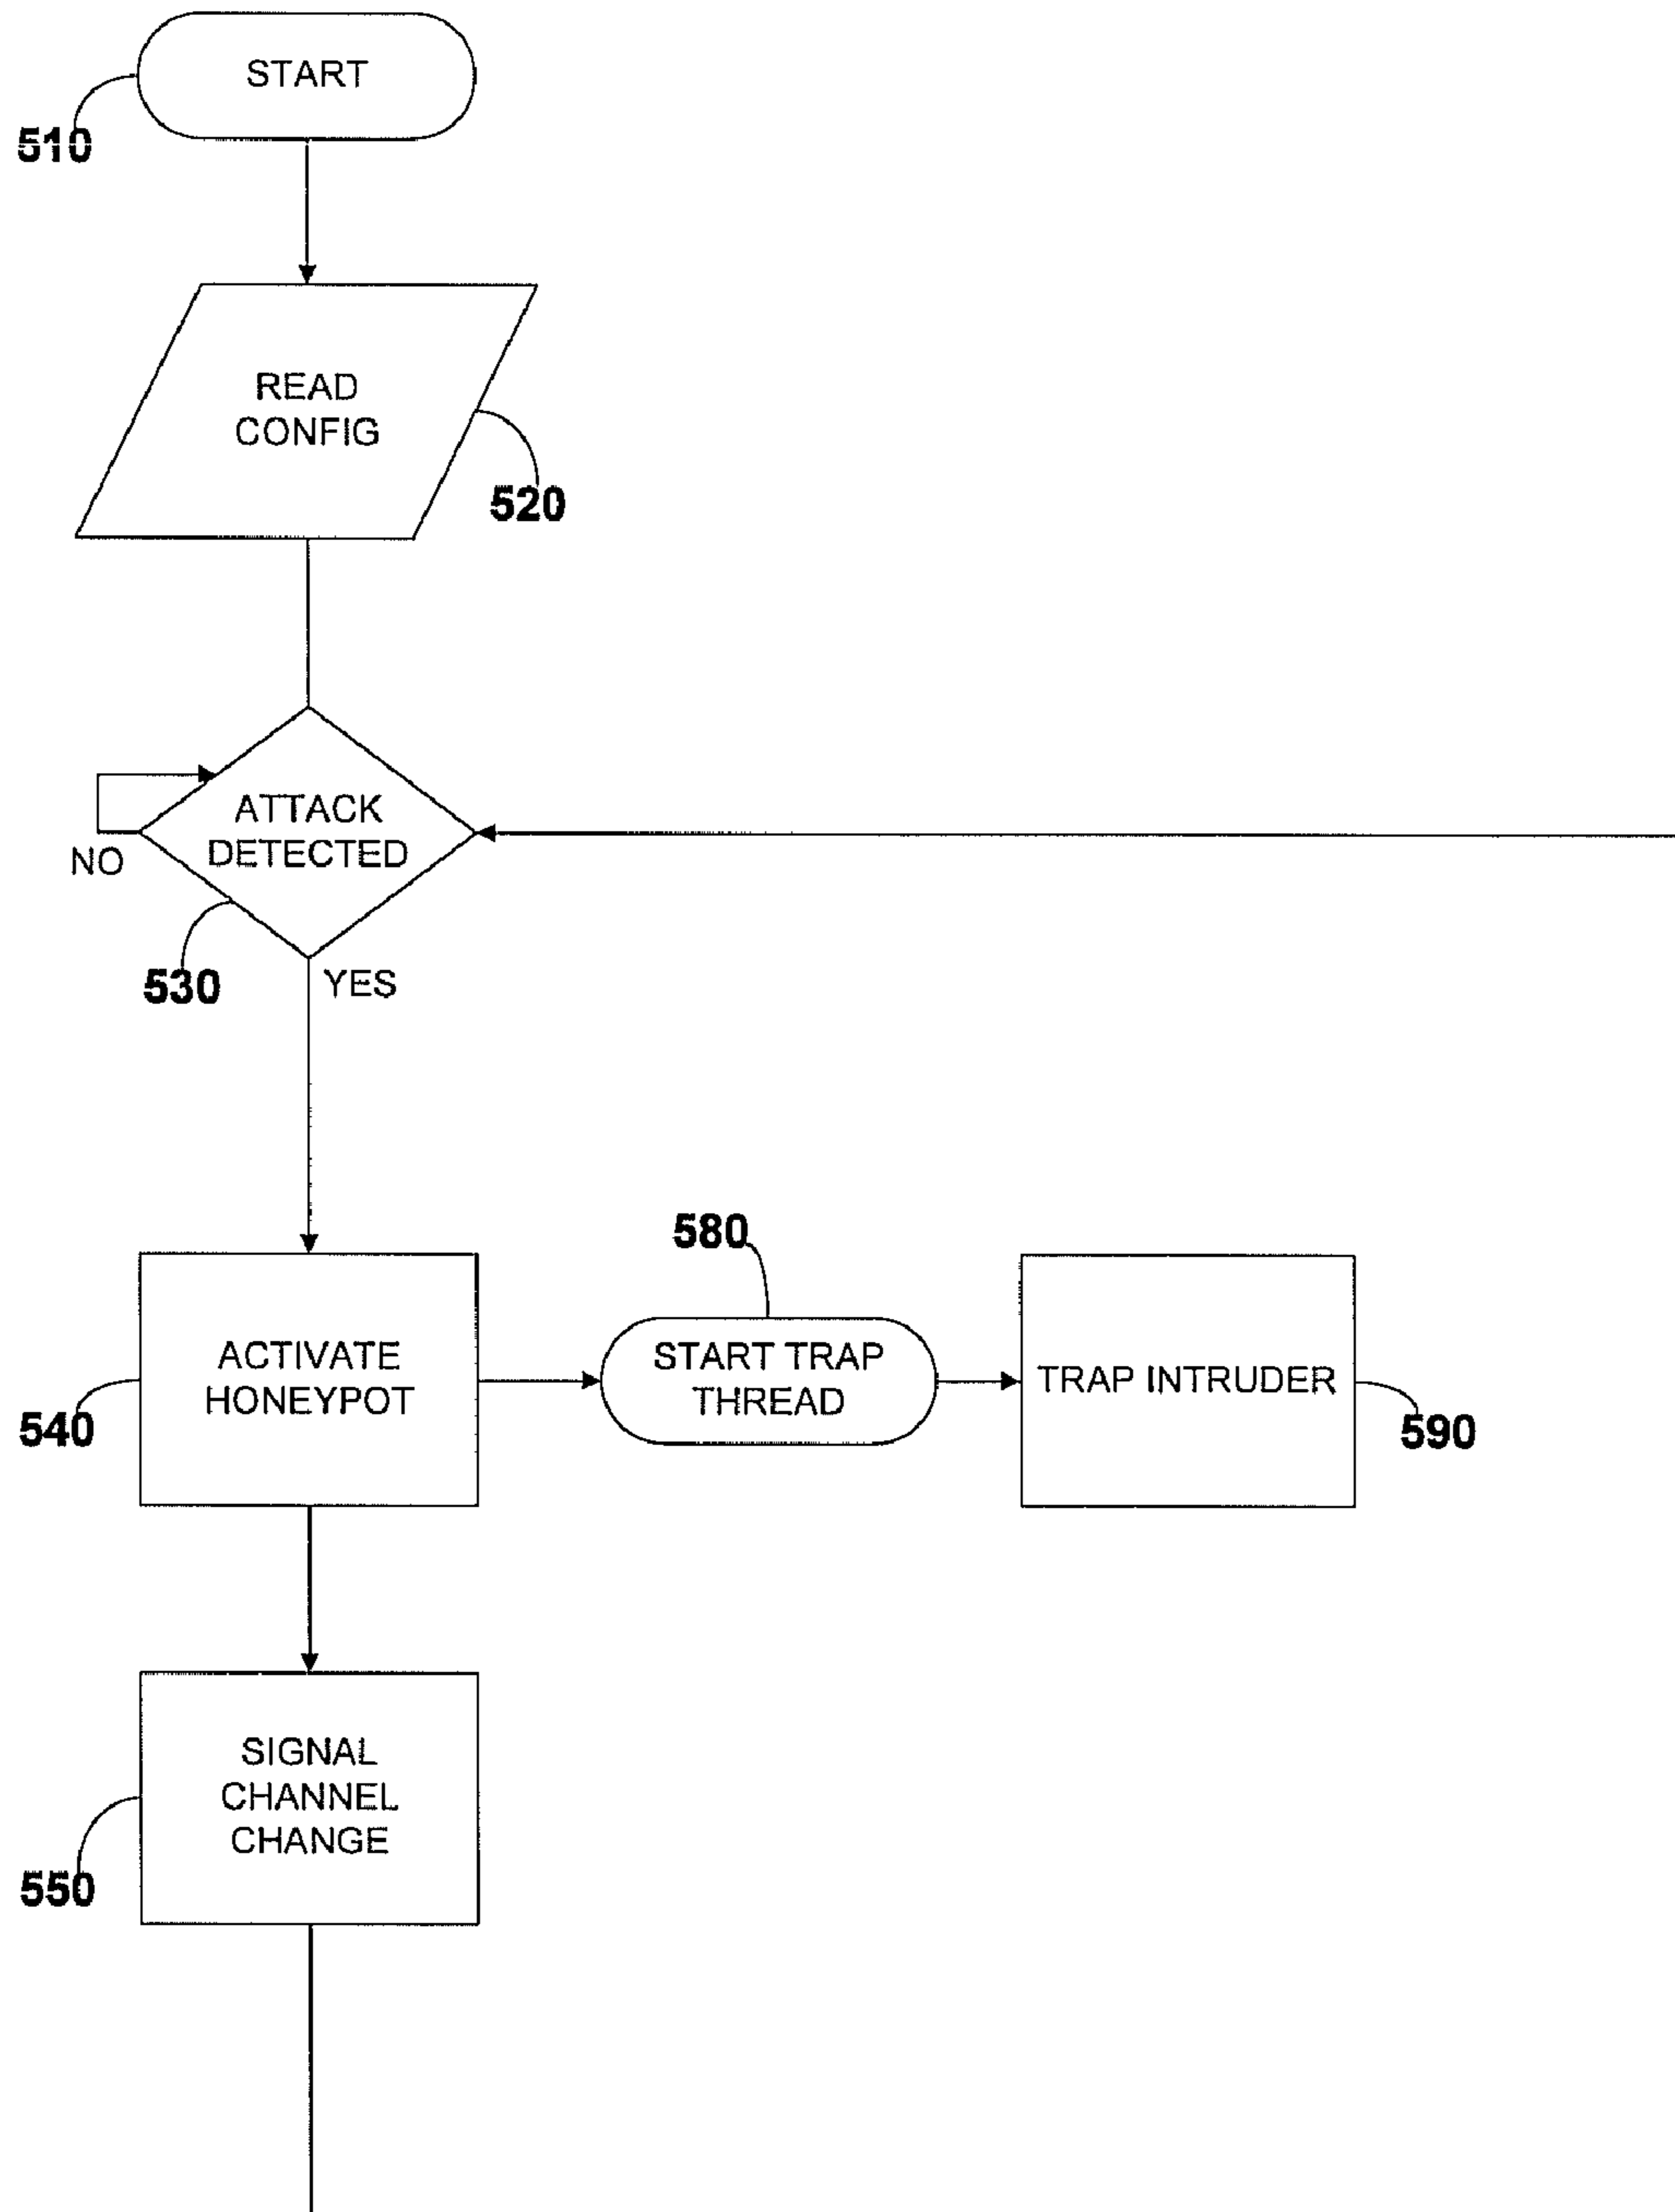 START
510
READ
CONFIG
520
ATTACK
DETECTED
NO
530
YES
580
ACTIVATE
HONEYPOT
540
START TRAP
THREAD
TRAP INTRUDER
590
SIGNAL
CHANNEL
CHANGE
550